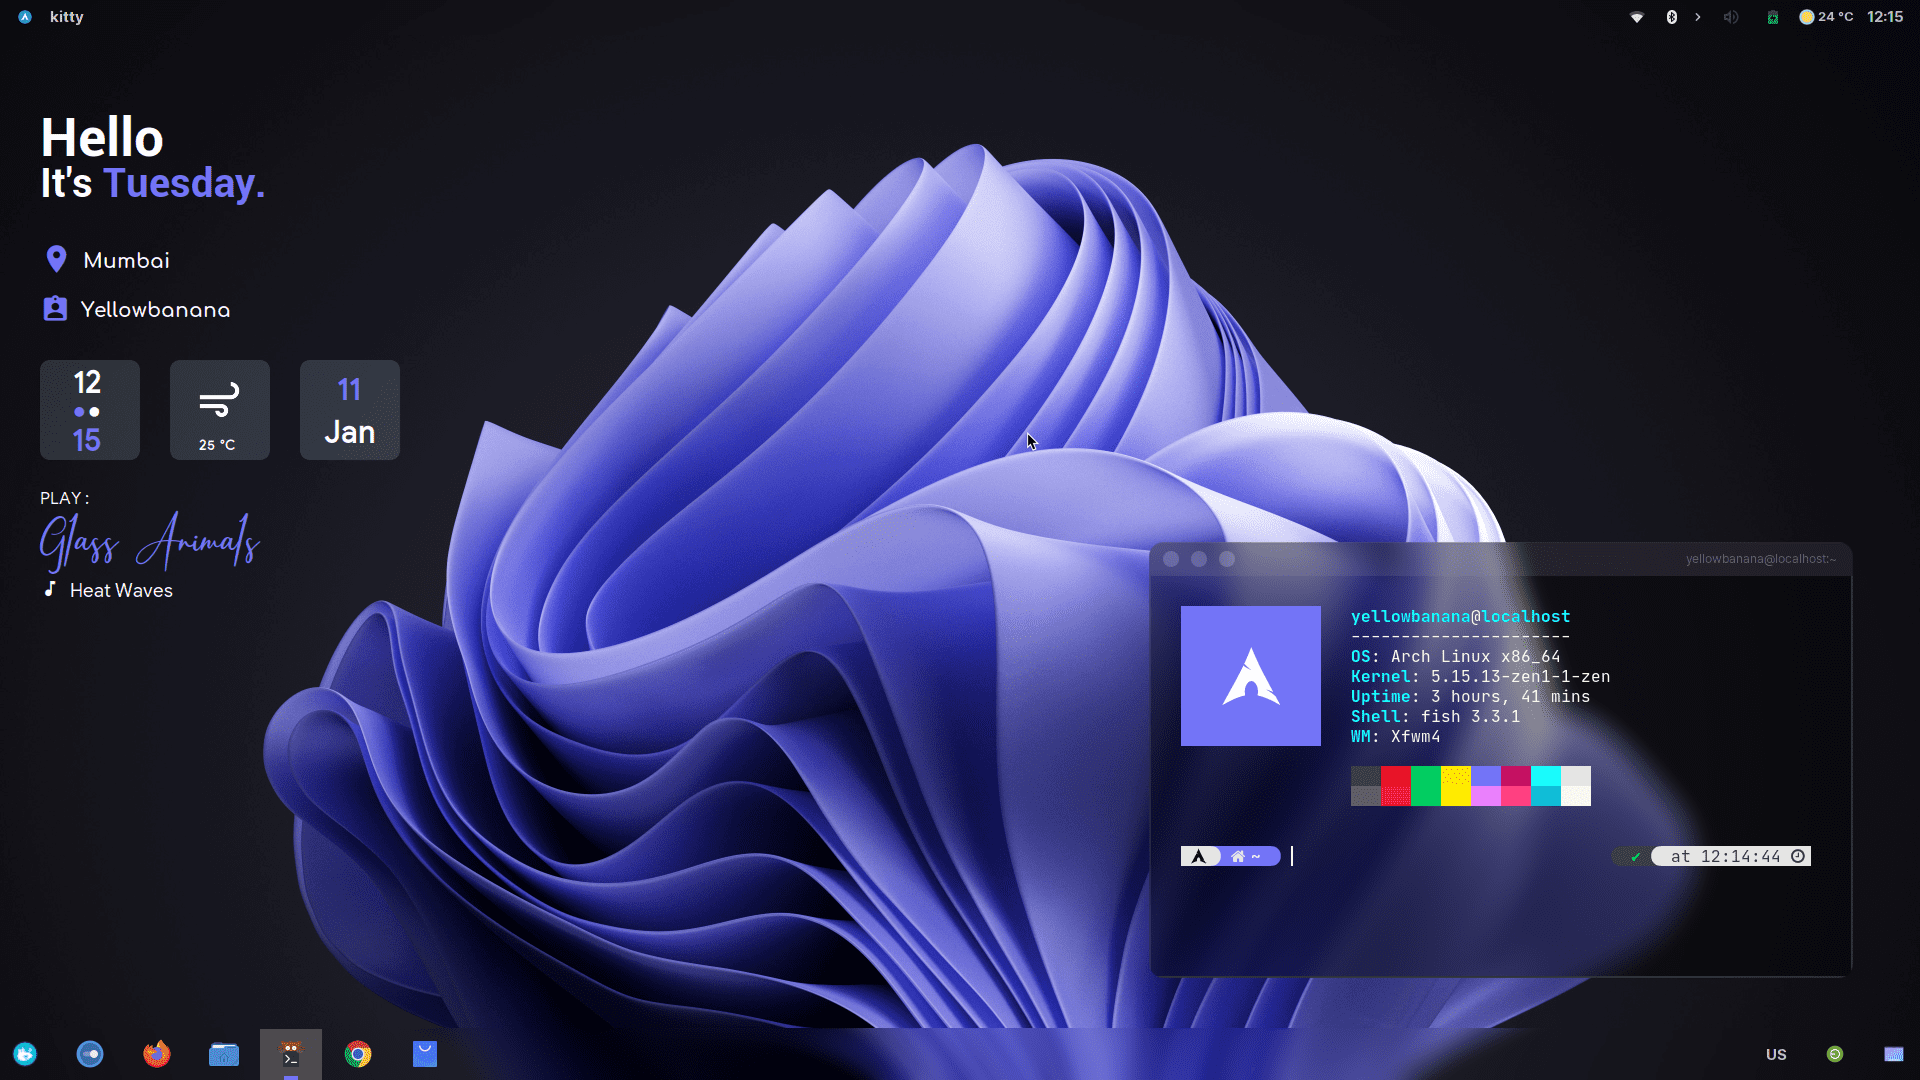 kitty
24 °C 12:15
Hello
It's Tuesday.
Mumbai
Yellowbanana
12
15
25 °C
11
Jan
PLAY :
Glass Animals
Heat Waves
yellowbanana@localhost:~
yellowbanana@localhost
----------------------
OS: Arch Linux x86_64
Kernel: 5.15.13-zen1-1-zen
Uptime: 3 hours, 41 mins
Shell: fish 3.3.1
WM: Xfwm4
~
✔ at 12:14:44
US